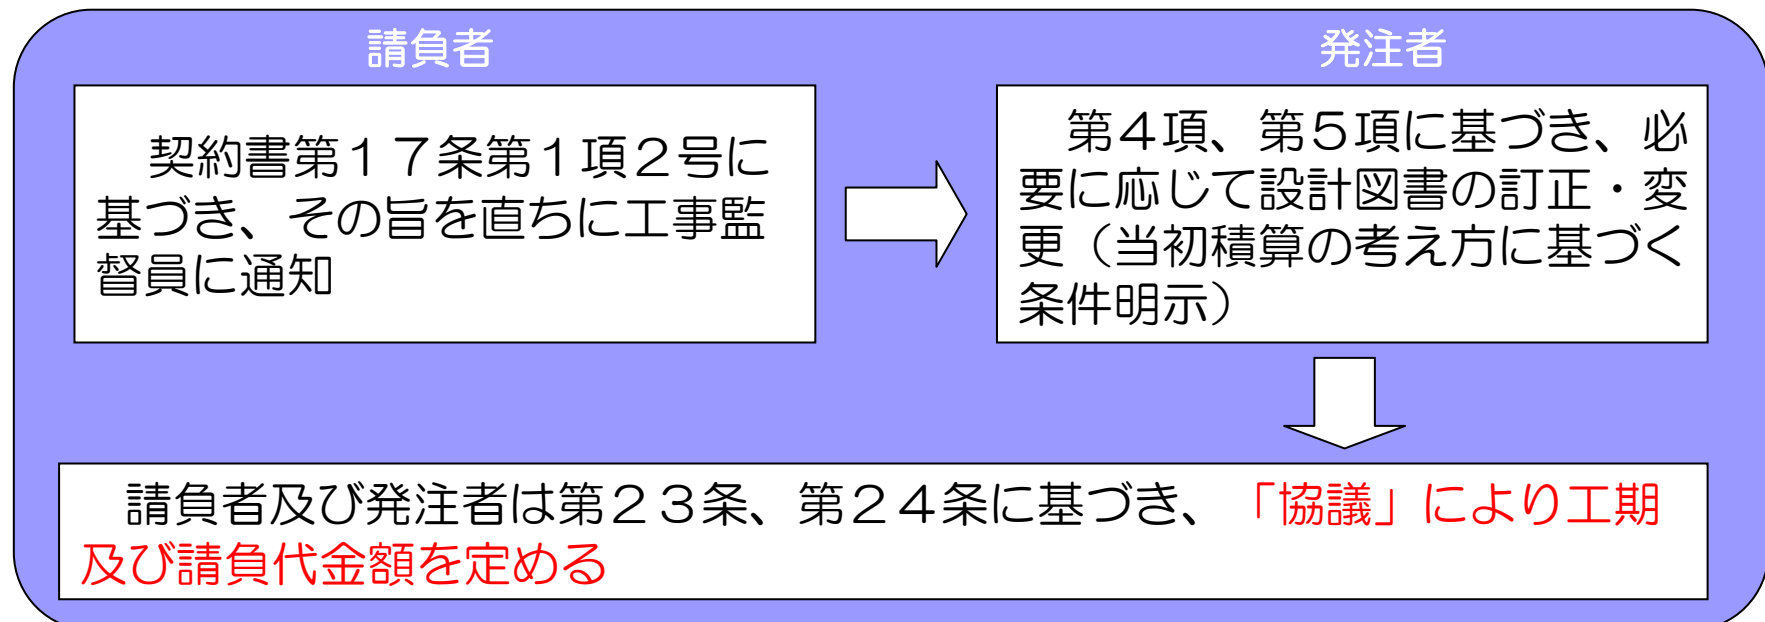 請負者
発注者
契約書第17条第1項2号に
基づき、その旨を直ちに工事監
督員に通知
第4項、第5項に基づき、必
要に応じて設計図書の訂正・変
更（当初積算の考え方に基づく
条件明示）
請負者及び発注者は第23条、第24条に基づき、「協議」により工期
及び請負代金額を定める